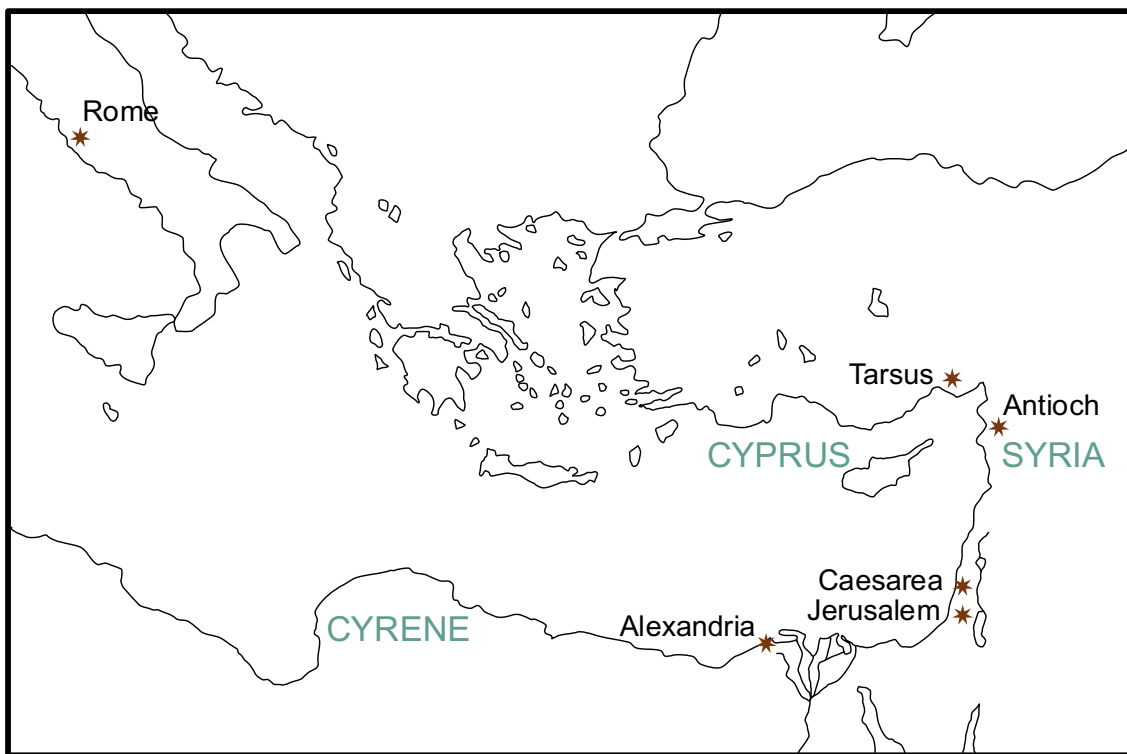 Rome
Tarsus
Antioch
CYPRUS
SYRIA
Caesarea
Jerusalem
Alexandria
CYRENE